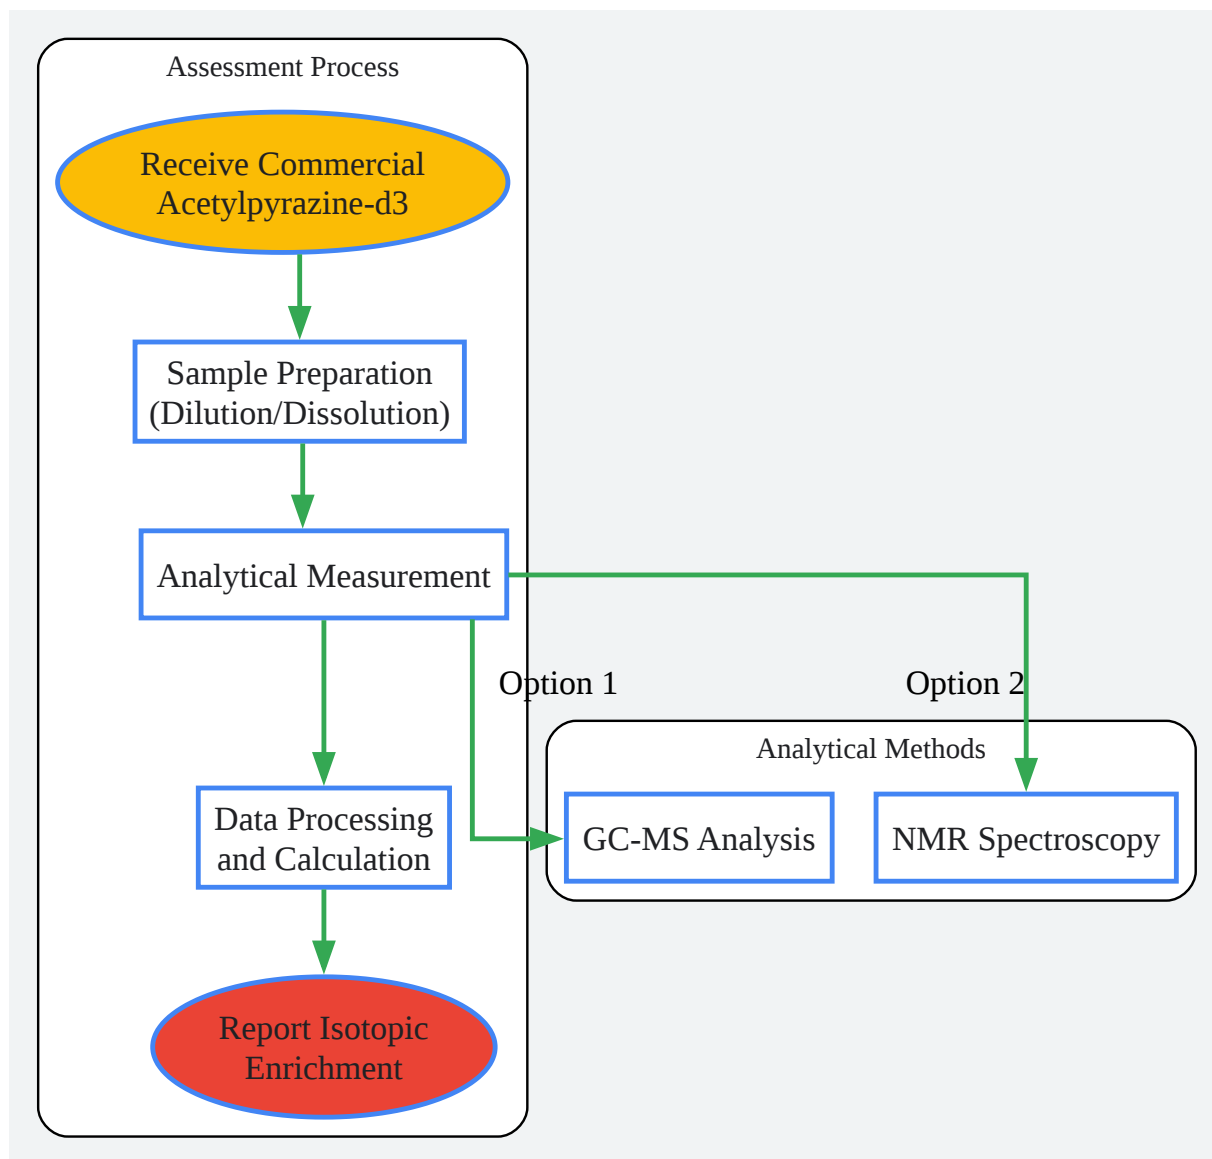 Assessment Process
Receive Commercial
Acetylpyrazine-d3
Sample Preparation
(Dilution/Dissolution)
Analytical Measurement
Option 1
Option 2
Analytical Methods
GC-MS Analysis
NMR Spectroscopy
Data Processing
and Calculation
Report Isotopic
Enrichment